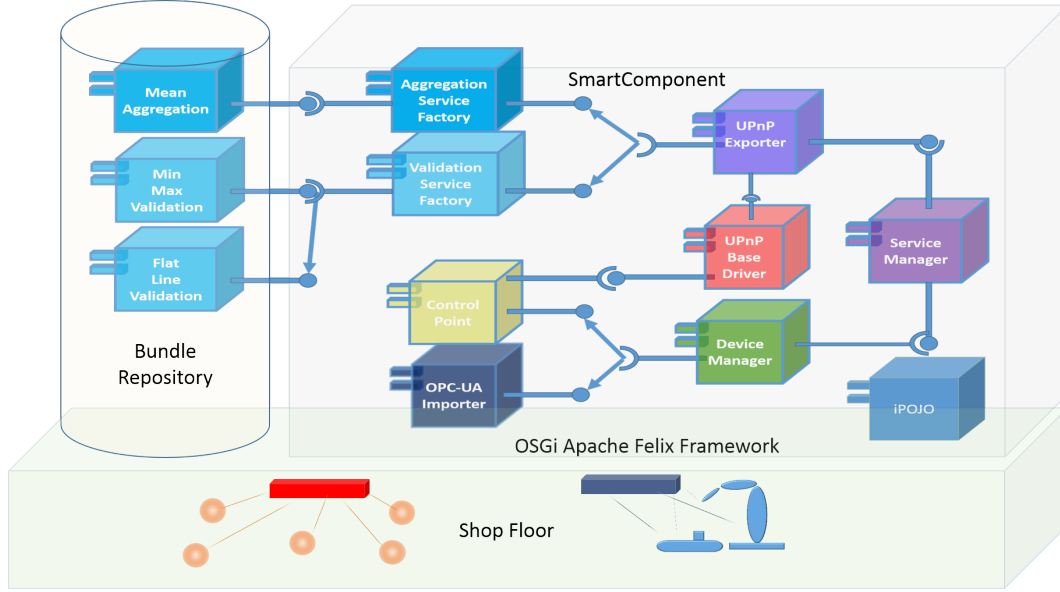 SmartComponent
Mean
Aggregation
Aggregation
Service
Factory
UPnP
Exporter
Min
Max
Validation
Validation
Service
Factory
Flat
Line
Validation
UPnP
Base
Driver
Service
Manager
Control
Point
Device
Manager
OPC-UA
Importer
iPOJO
Bundle
Repository
OSGi Apache Felix Framework
Shop Floor